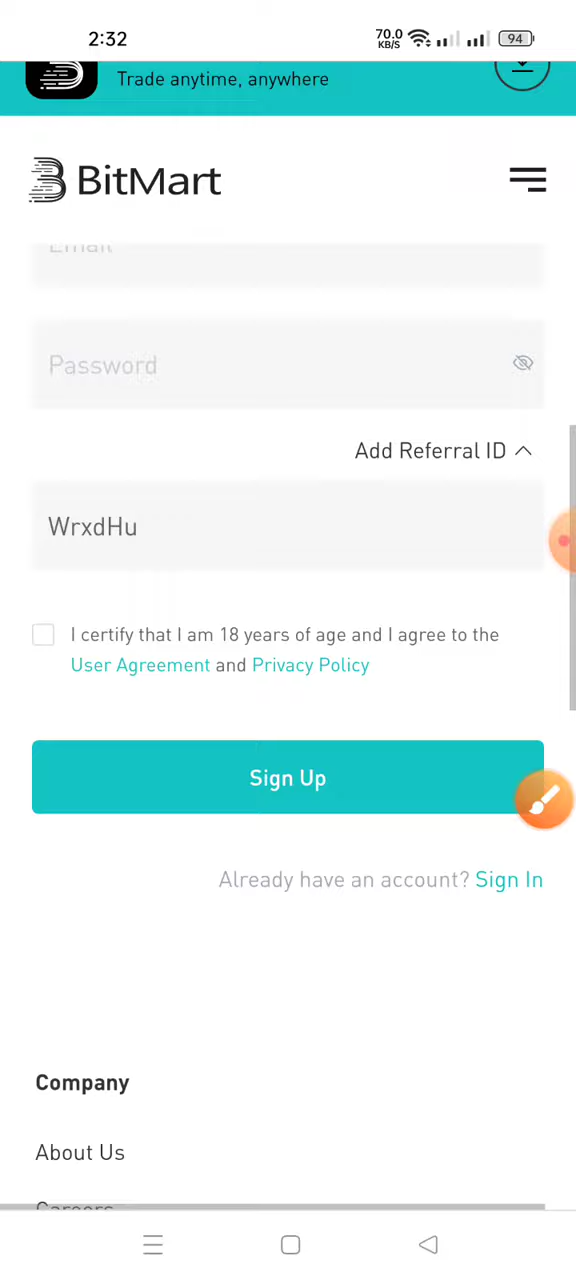 2:32
70.0
KB/S
94
Trade anytime, anywhere
BitMart
Email
Password
Add Referral ID
WrxdHu
I certify that I am 18 years of age and I agree to the
User Agreement and Privacy Policy
Sign Up
Already have an account? Sign In
Company
About Us
Careers